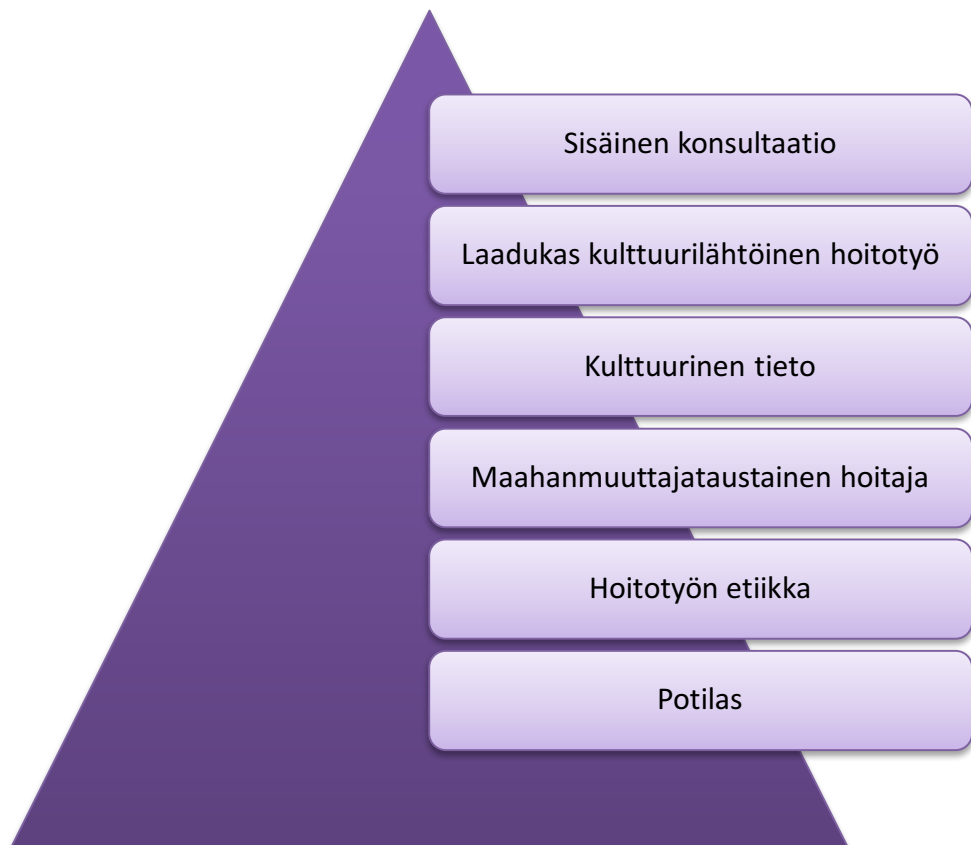 Sisäinen konsultaatio
Laadukas kulttuurilähtöinen hoitotyö
Kulttuurinen tieto
Maahanmuuttajataustainen hoitaja
Hoitotyön etiikka
Potilas